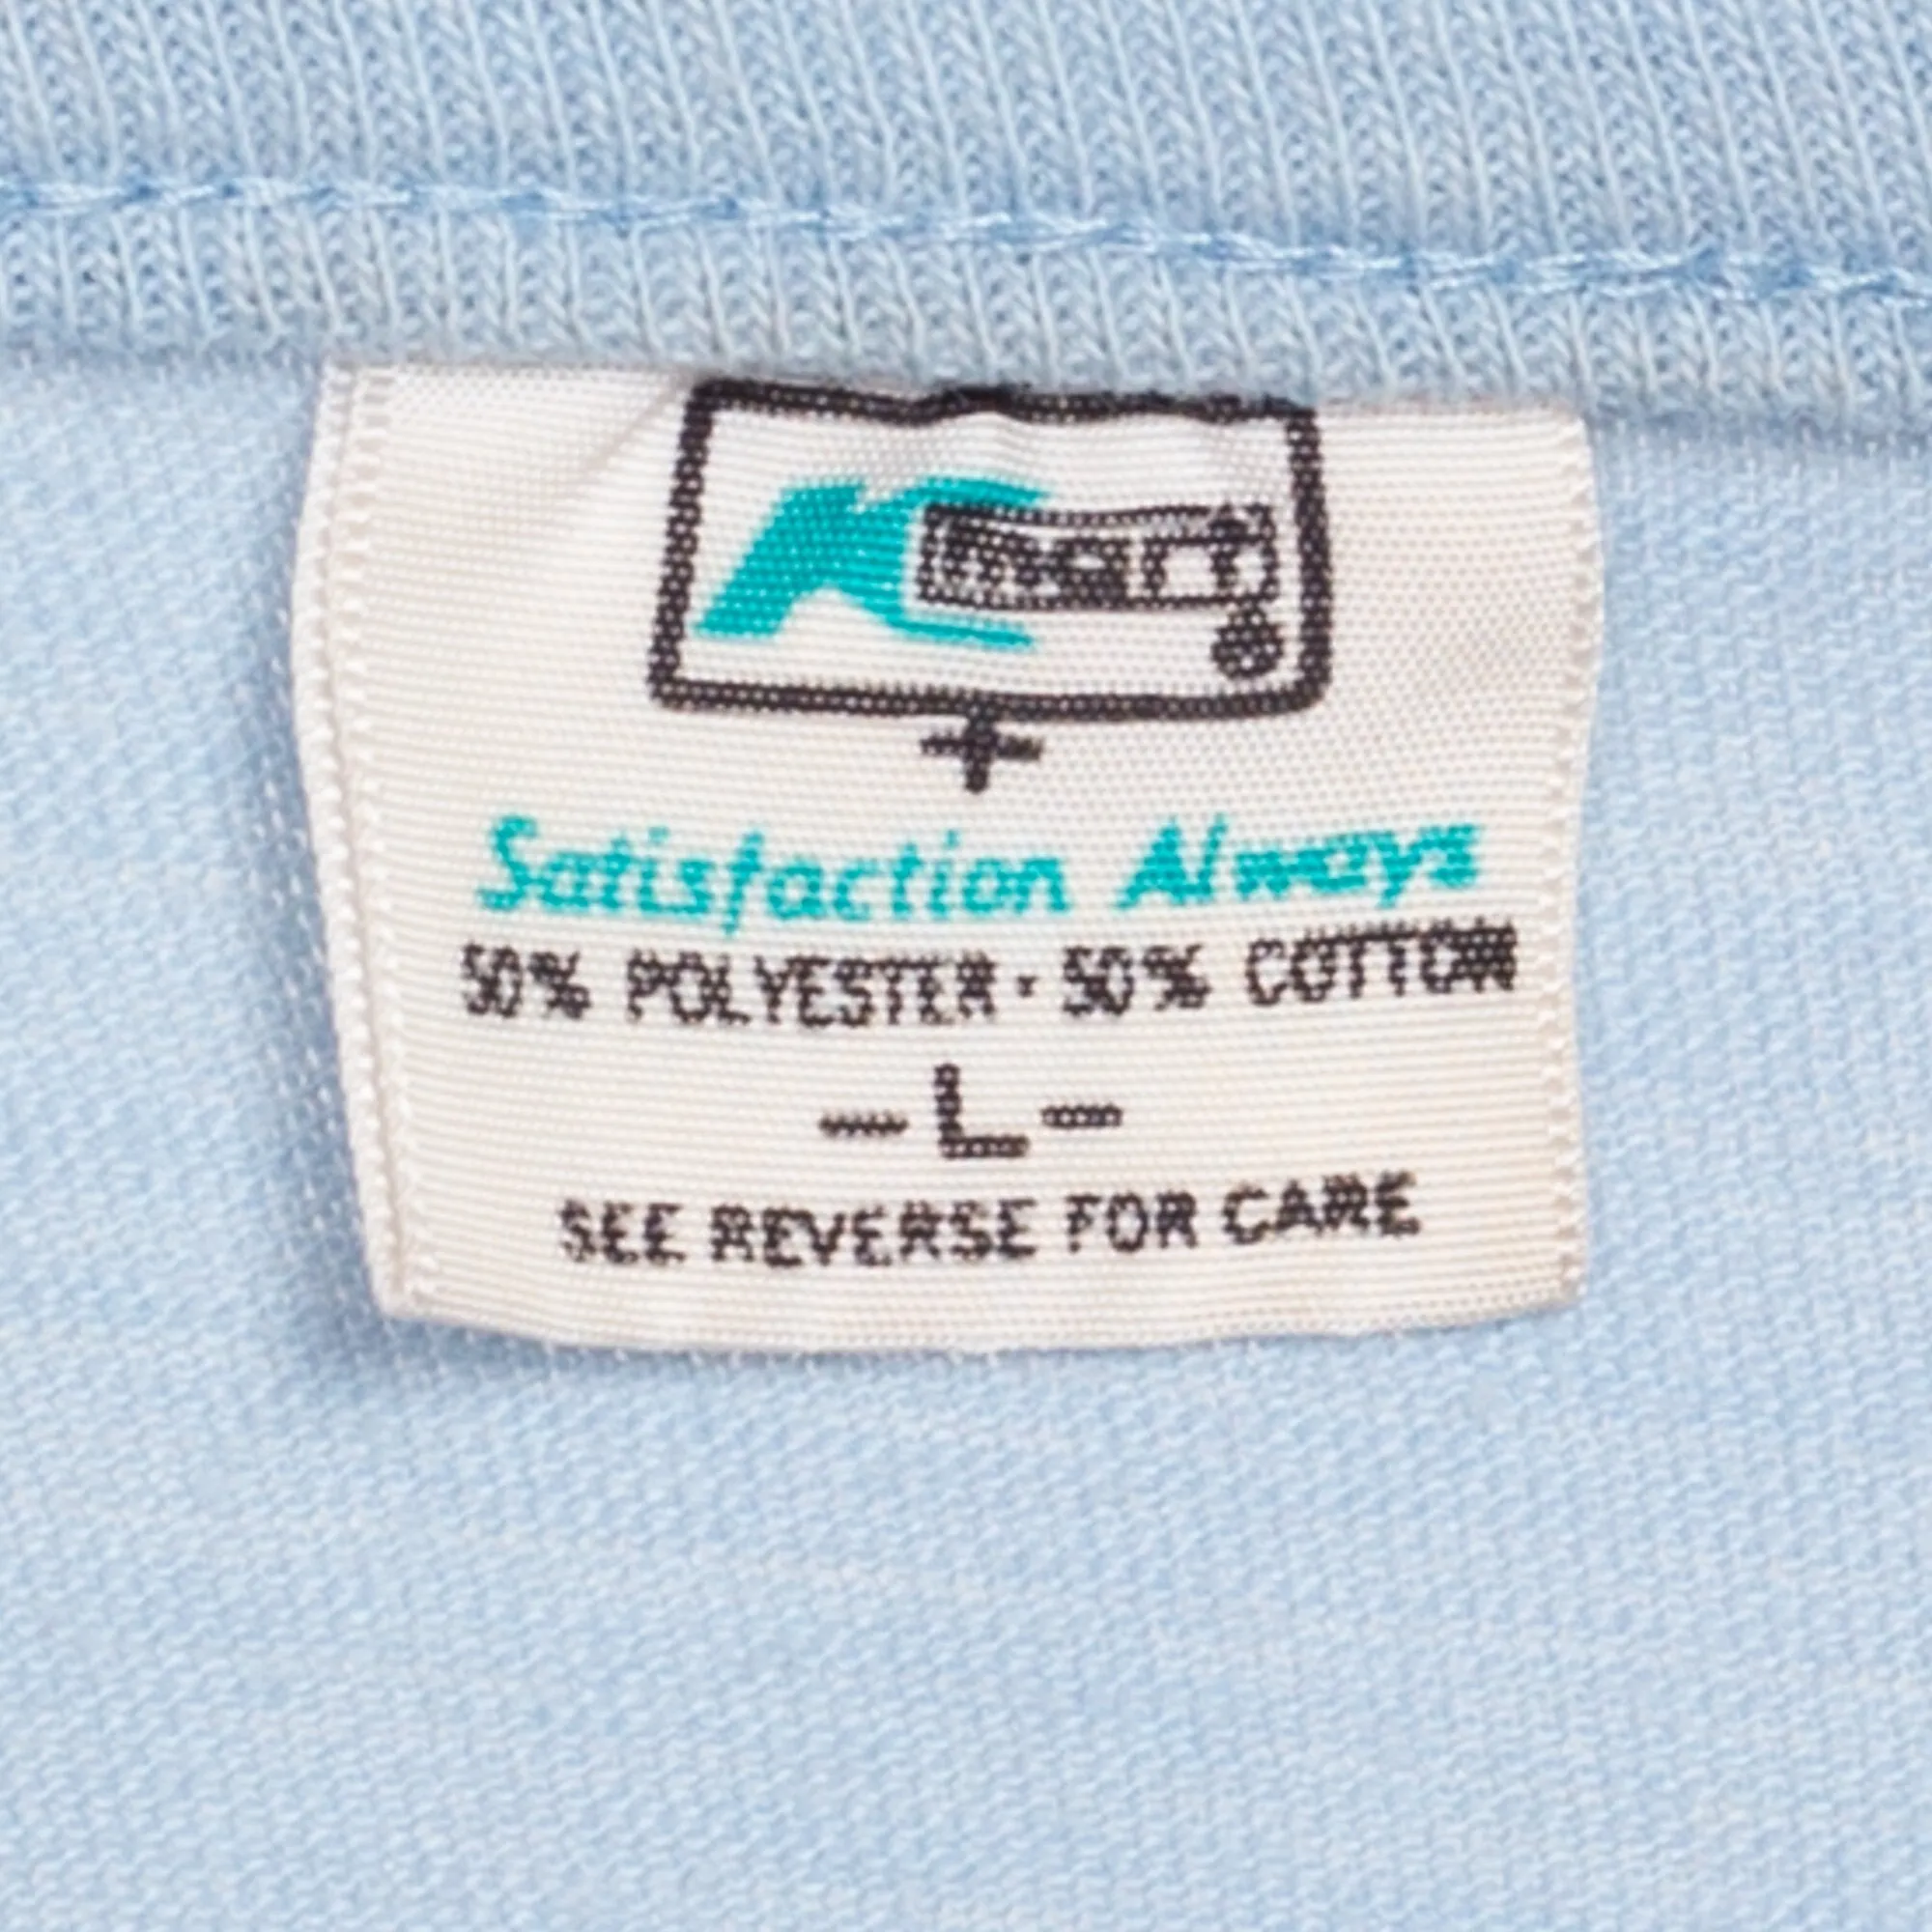 Kmart
Satisfaction Always
50% POLYESTER · 50% COTTON
– L –
SEE REVERSE FOR CARE